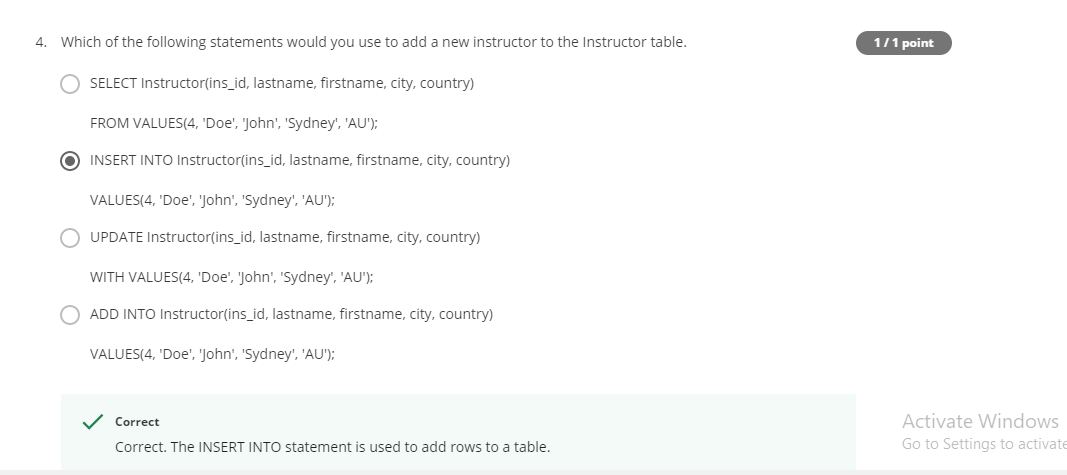 4. Which of the following statements would you use to add a new instructor to the Instructor table.
1 / 1 point
SELECT Instructor(ins_id, lastname, firstname, city, country)
FROM VALUES(4, 'Doe', 'John', 'Sydney', 'AU');
INSERT INTO Instructor(ins_id, lastname, firstname, city, country)
VALUES(4, 'Doe', 'John', 'Sydney', 'AU');
UPDATE Instructor(ins_id, lastname, firstname, city, country)
WITH VALUES(4, 'Doe', 'John', 'Sydney', 'AU');
ADD INTO Instructor(ins_id, lastname, firstname, city, country)
VALUES(4, 'Doe', 'John', 'Sydney', 'AU');
Correct
Correct. The INSERT INTO statement is used to add rows to a table.
Activate Windows
Go to Settings to activate